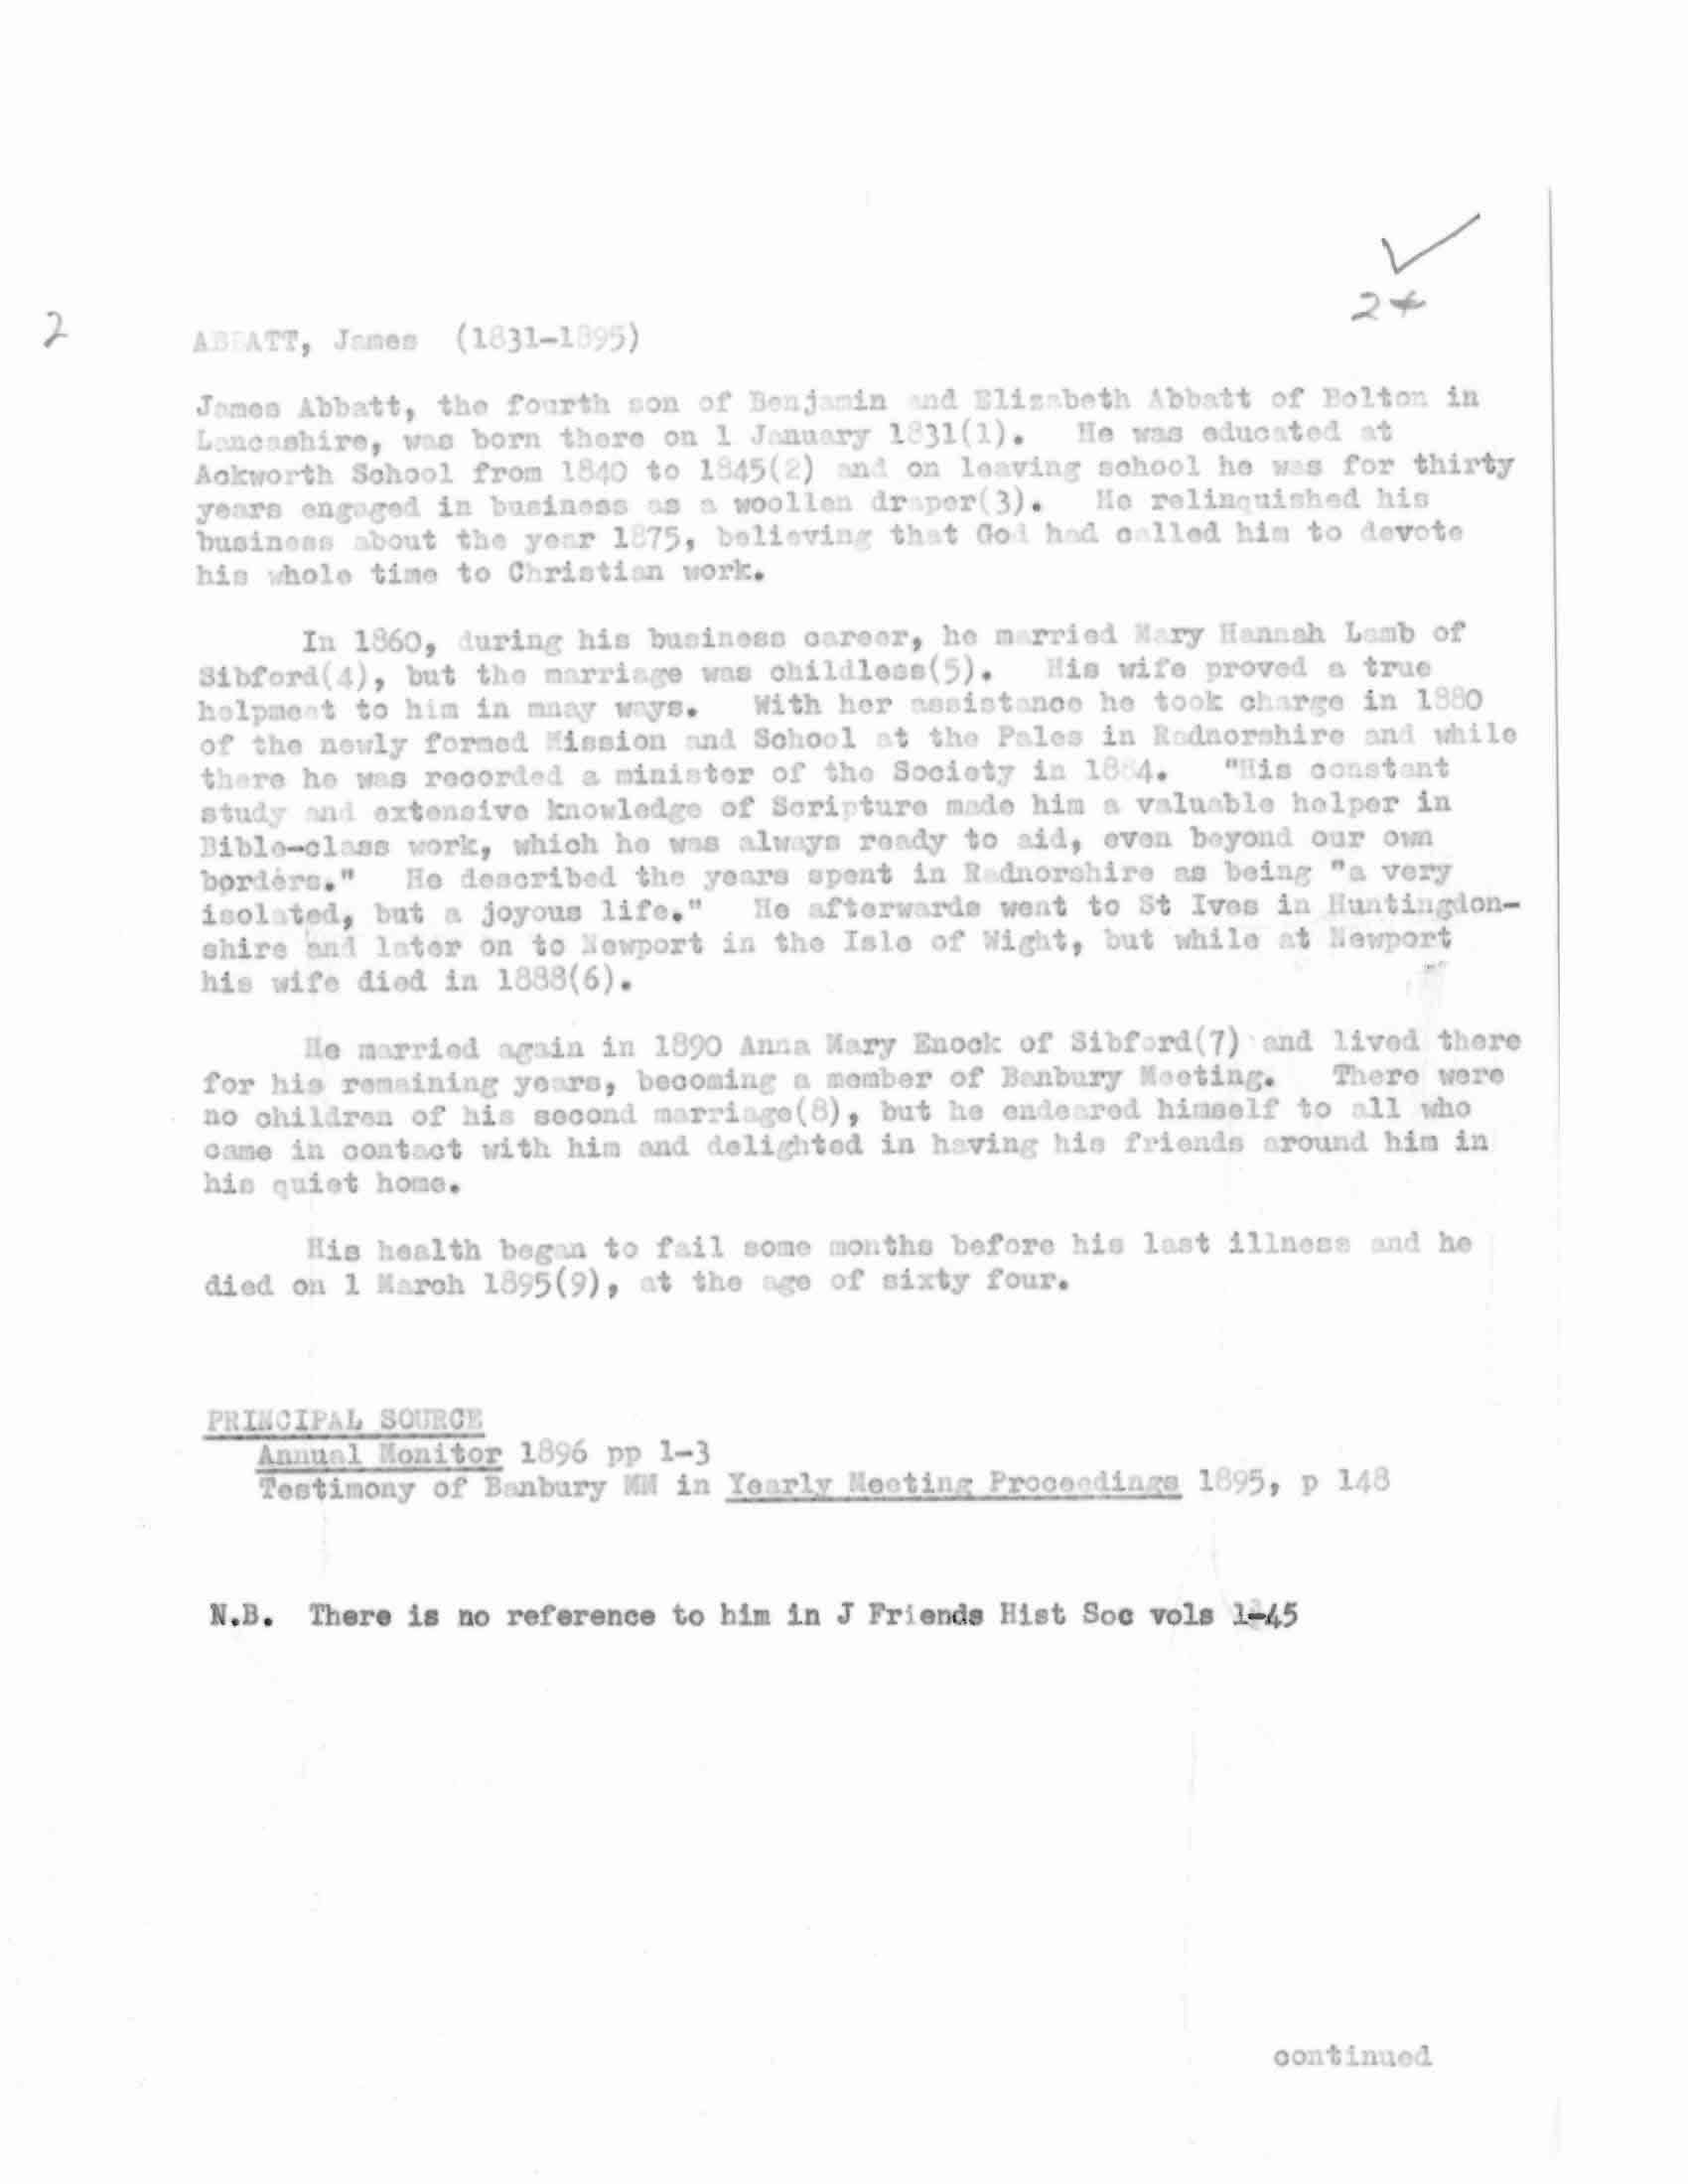 2
2
ABBATT, James (1831-1895)
James Abbatt, the fourth son of Benjamin and Elizabeth Abbatt of Bolton in
Lancashire, was born there on 1 January 1831(1). He was educated at
Ackworth School from 1840 to 1845(2) and on leaving school he was for thirty
years engaged in business as a woollen draper(3). He relinquished his
business about the year 1875, believing that God had called him to devote
his whole time to Christian work.
In 1860, during his business career, he married Mary Hannah Lamb of
Sibford(4), but the marriage was childless(5). His wife proved a true
helpmeet to him in mnay ways. With her assistance he took charge in 1880
of the newly formed Mission and School at the Pales in Radnorshire and while
there he was recorded a minister of the Society in 1884. "His constant
study and extensive knowledge of Scripture made him a valuable helper in
Bible-class work, which he was always ready to aid, even beyond our own
borders." He described the years spent in Radnorshire as being "a very
isolated, but a joyous life." He afterwards went to St Ives in Huntingdon-
shire and later on to Newport in the Isle of Wight, but while at Newport
his wife died in 1888(6).
He married again in 1890 Anna Mary Enock of Sibford(7) and lived there
for his remaining years, becoming a member of Banbury Meeting. There were
no children of his second marriage(8), but he endeared himself to all who
came in contact with him and delighted in having his friends around him in
his quiet home.
His health began to fail some months before his last illness and he
died on 1 March 1895(9), at the age of sixty four.
PRINCIPAL SOURCE
Annual Monitor 1896 pp 1-3
Testimony of Banbury MM in Yearly Meeting Proceedings 1895, p 148
N.B. There is no reference to him in J Friends Hist Soc vols 1-45
continued